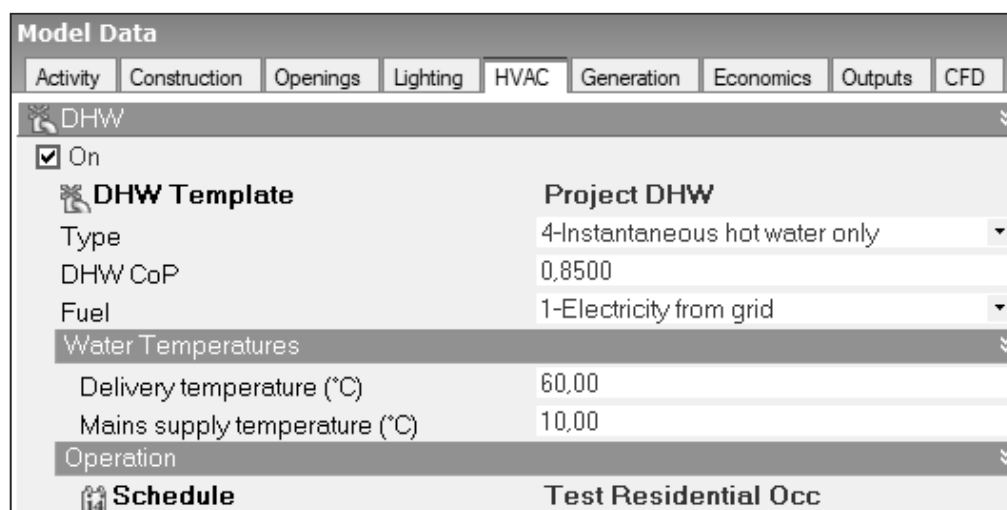 Model Data
Activity Construction Openings Lighting HVAC Generation Economics Outputs CFD
DHW
On
DHW Template Project DHW
Type 4-Instantaneous hot water only
DHW CoP 0,8500
Fuel 1-Electricity from grid
Water Temperatures
Delivery temperature (°C) 60,00
Mains supply temperature (°C) 10,00
Operation
Schedule Test Residential Occ